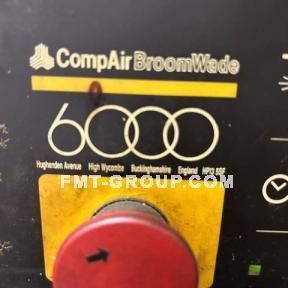 CompAir BroomWade
6000
Hughenden Avenue High Wycombe Buckinghamshire England HP13 5SF
FMT-GROUP.COM